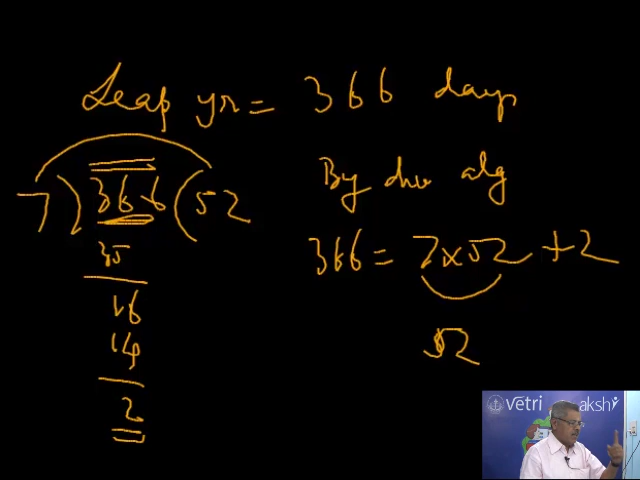 Leap yr = 366 days
7 ) 366 ( 52
35
16
14
2
By div alg
366 = 7 x 52 + 2
52
Vetri
akshy